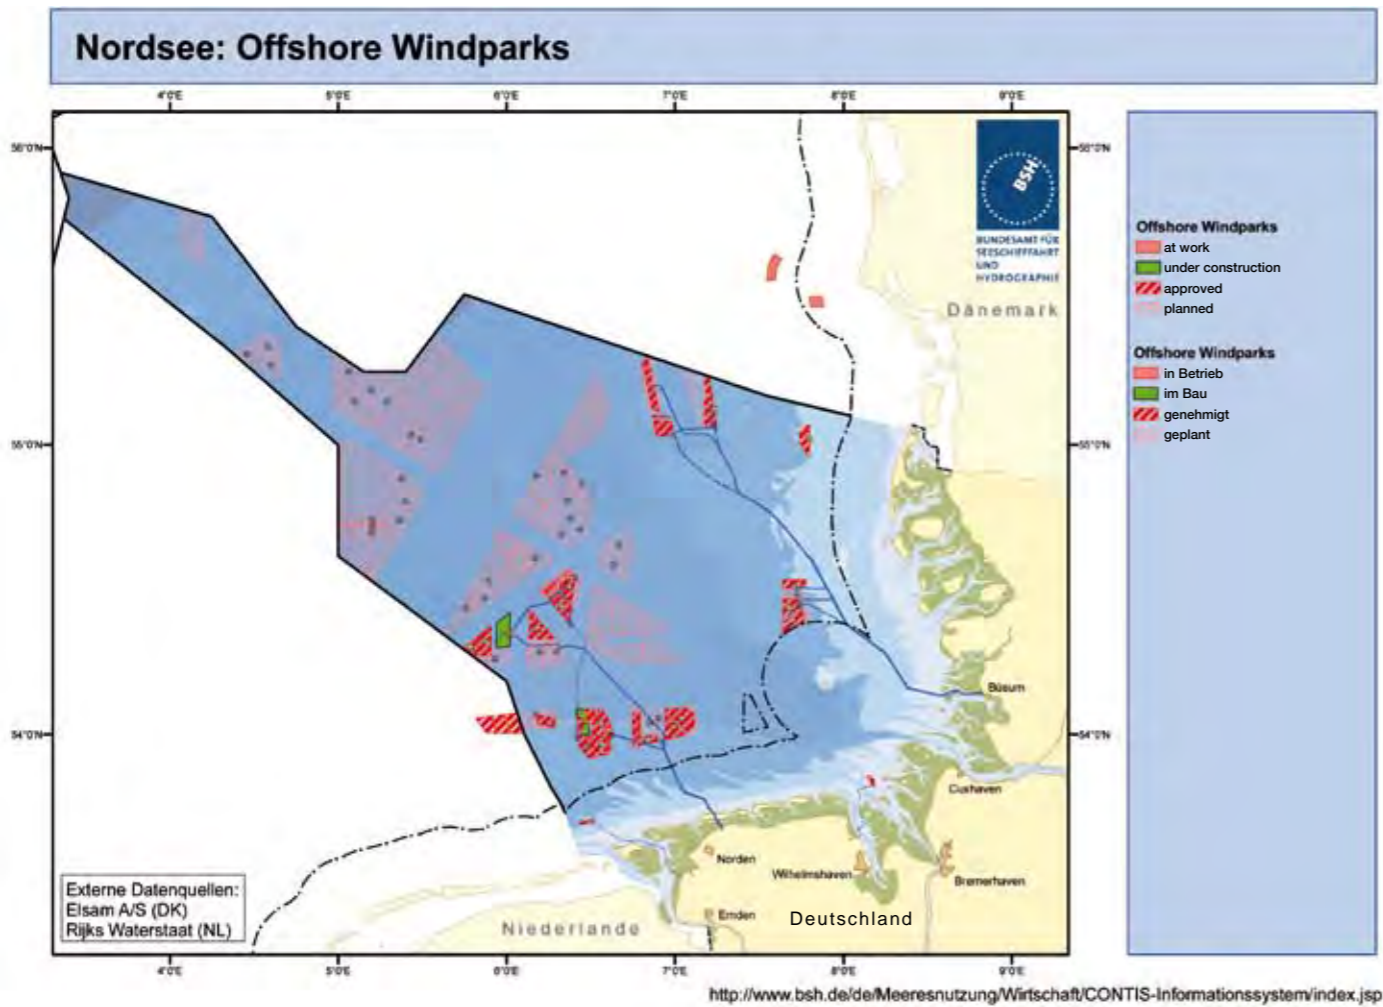 Nordsee: Offshore Windparks
4°0'E 5°0'E 6°0'E 7°0'E 8°0'E 9°0'E
56°0'N
56°0'N
BSH
BUNDESAMT FÜR
SEESCHIFFFAHRT
UND
HYDROGRAPHIE
Dänemark
55°0'N
55°0'N
Büsum
54°0'N
54°0'N
Cuxhaven
Norden
Wilhelmshaven
Bremerhaven
Emden
Deutschland
Niederlande
Externe Datenquellen:
Elsam A/S (DK)
Rijks Waterstaat (NL)
4°0'E 5°0'E 6°0'E 7°0'E 8°0'E 9°0'E
Offshore Windparks
at work
under construction
approved
planned
Offshore Windparks
in Betrieb
im Bau
genehmigt
geplant
http://www.bsh.de/de/Meeresnutzung/Wirtschaft/CONTIS-Informationssystem/index.jsp